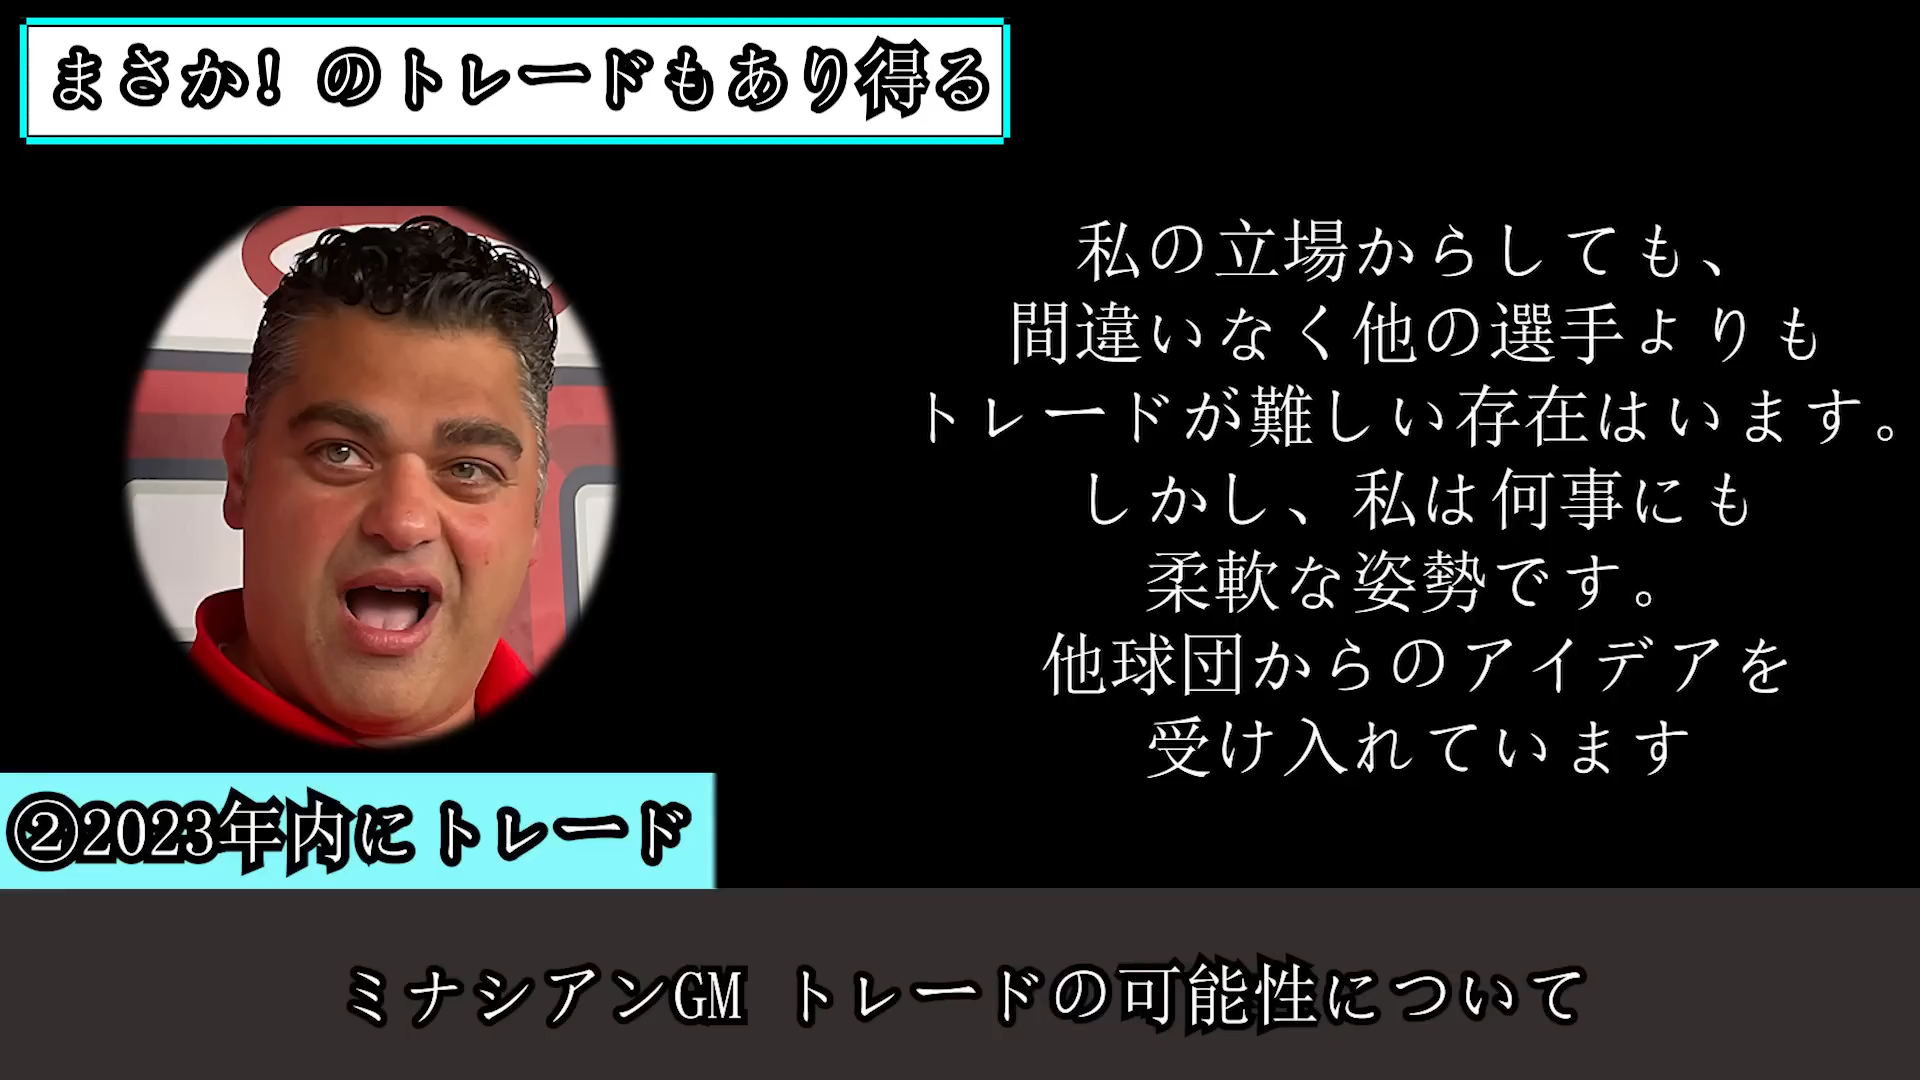 まさか！のトレードもあり得る
私の立場からしても、
間違いなく他の選手よりも
トレードが難しい存在はいます。
しかし、私は何事にも
柔軟な姿勢です。
他球団からのアイデアを
受け入れています
②2023年内にトレード
ミナシアンGM トレードの可能性について